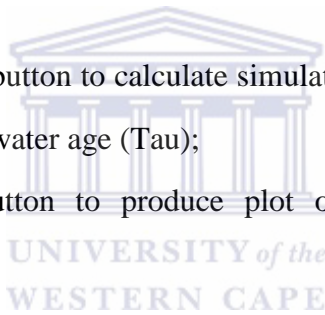 button to calculate simulat
water age (Tau);
utton to produce plot o
UNIVERSITY of the
WESTERN CAPE